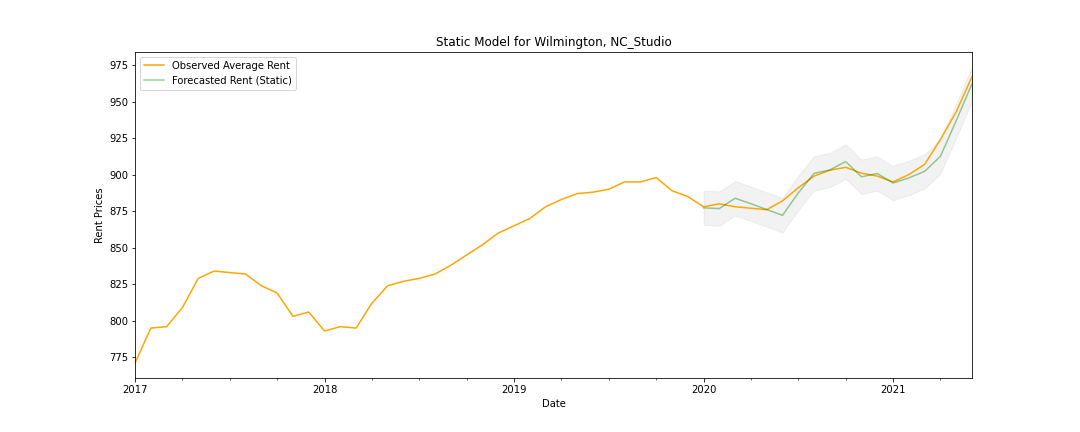 Static Model for Wilmington, NC_Studio
Observed Average Rent
Forecasted Rent (Static)
Rent Prices
975
950
925
900
875
850
825
800
775
2017
2018
2019
2020
2021
Date